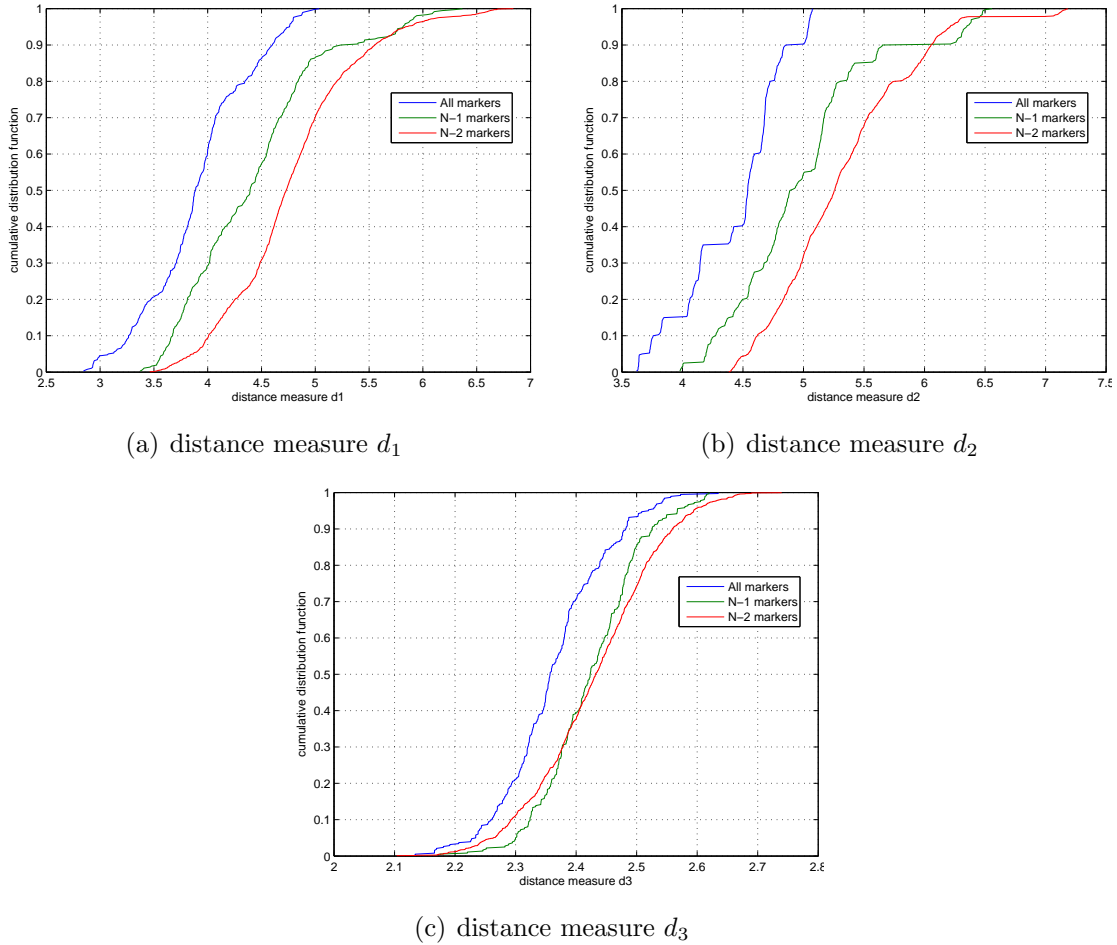 cumulative distribution function
1
0.9
0.8
0.7
0.6
0.5
0.4
0.3
0.2
0.1
0
2.5 3 3.5 4 4.5 5 5.5 6 6.5 7
distance measure d1
All markers
N−1 markers
N−2 markers
(a) distance measure d1
cumulative distribution function
1
0.9
0.8
0.7
0.6
0.5
0.4
0.3
0.2
0.1
0
3.5 4 4.5 5 5.5 6 6.5 7 7.5
distance measure d2
All markers
N−1 markers
N−2 markers
(b) distance measure d2
cumulative distribution function
1
0.9
0.8
0.7
0.6
0.5
0.4
0.3
0.2
0.1
0
2 2.1 2.2 2.3 2.4 2.5 2.6 2.7 2.8
distance measure d3
All markers
N−1 markers
N−2 markers
(c) distance measure d3